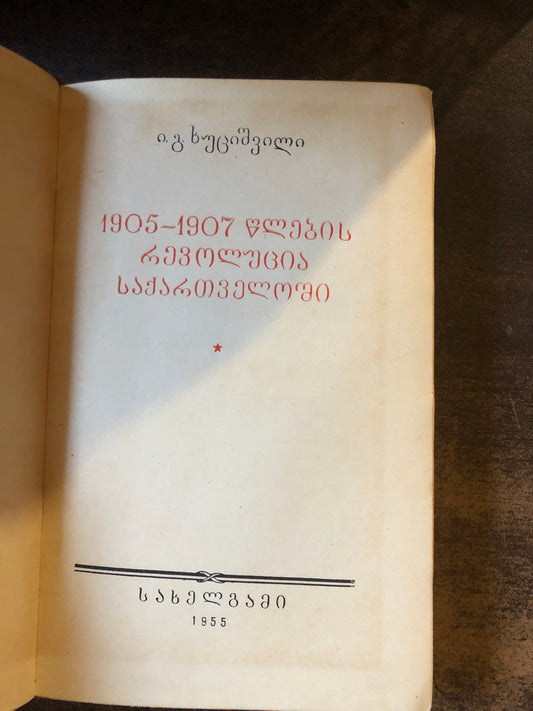 ი. გ. ხუციშვილი
1905–1907 წლების
რევოლუცია
საქართველოში
სახელგამი
1955